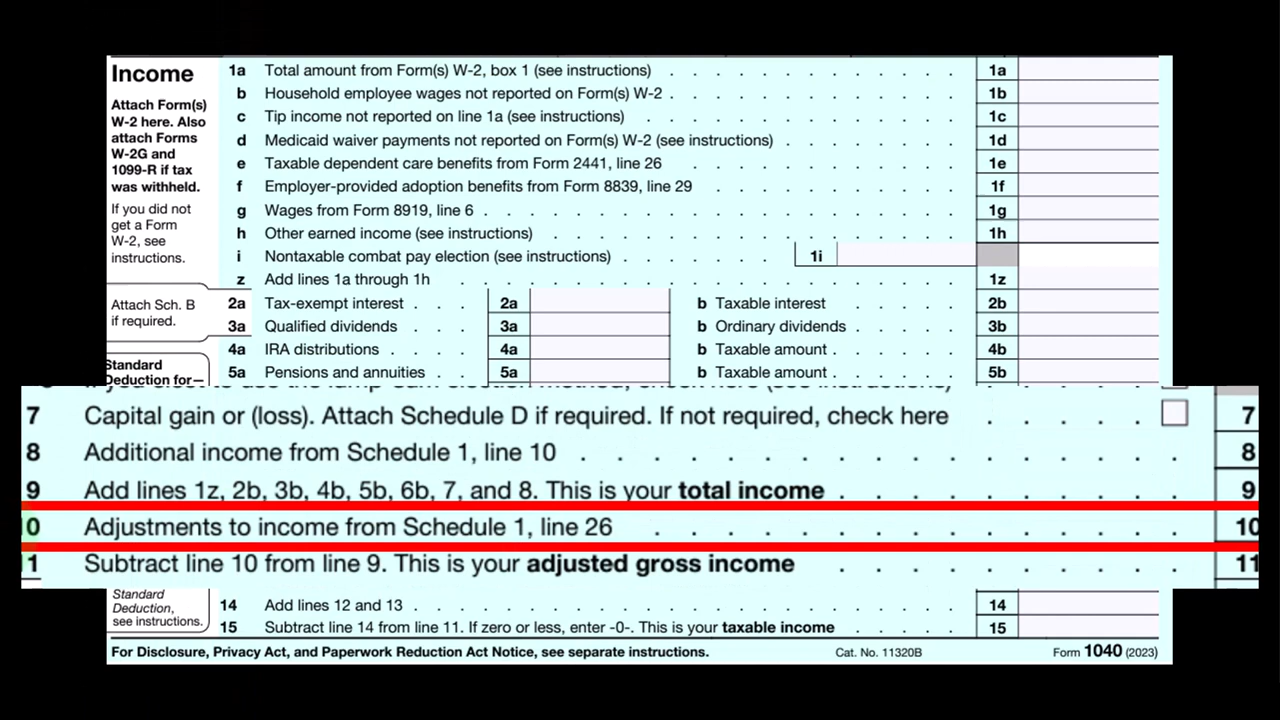 Income
Attach Form(s)
W-2 here. Also
attach Forms
W-2G and
1099-R if tax
was withheld.
If you did not
get a Form
W-2, see
instructions.
1a Total amount from Form(s) W-2, box 1 (see instructions) . . . . . . . . . . . . . 1a
b Household employee wages not reported on Form(s) W-2 . . . . . . . . . . . . . 1b
c Tip income not reported on line 1a (see instructions) . . . . . . . . . . . . . . 1c
d Medicaid waiver payments not reported on Form(s) W-2 (see instructions) . . . . . . . . 1d
e Taxable dependent care benefits from Form 2441, line 26 . . . . . . . . . . . . 1e
f Employer-provided adoption benefits from Form 8839, line 29 . . . . . . . . . . . 1f
g Wages from Form 8919, line 6 . . . . . . . . . . . . . . . . . . . . . 1g
h Other earned income (see instructions) . . . . . . . . . . . . . . . . . . 1h
i Nontaxable combat pay election (see instructions) . . . . . . . 1i
z Add lines 1a through 1h . . . . . . . . . . . . . . . . . . . . . . 1z
Attach Sch. B
if required.
2a Tax-exempt interest . . . 2a b Taxable interest . . . . . 2b
3a Qualified dividends . . . 3a b Ordinary dividends . . . . . 3b
4a IRA distributions . . . . 4a b Taxable amount . . . . . . 4b
5a Pensions and annuities . . 5a b Taxable amount . . . . . . 5b
Standard
Deduction for—
7 Capital gain or (loss). Attach Schedule D if required. If not required, check here . . . . . 7
8 Additional income from Schedule 1, line 10 . . . . . . . . . . . . . . . . . 8
9 Add lines 1z, 2b, 3b, 4b, 5b, 6b, 7, and 8. This is your total income . . . . . . . . . . 9
0 Adjustments to income from Schedule 1, line 26 . . . . . . . . . . . . . . . 10
1 Subtract line 10 from line 9. This is your adjusted gross income . . . . . . . . . . 11
Standard
Deduction,
see instructions.
14 Add lines 12 and 13 . . . . . . . . . . . . . . . . . . . . . . . . 14
15 Subtract line 14 from line 11. If zero or less, enter -0-. This is your taxable income . . . . . 15
For Disclosure, Privacy Act, and Paperwork Reduction Act Notice, see separate instructions. Cat. No. 11320B Form 1040 (2023)